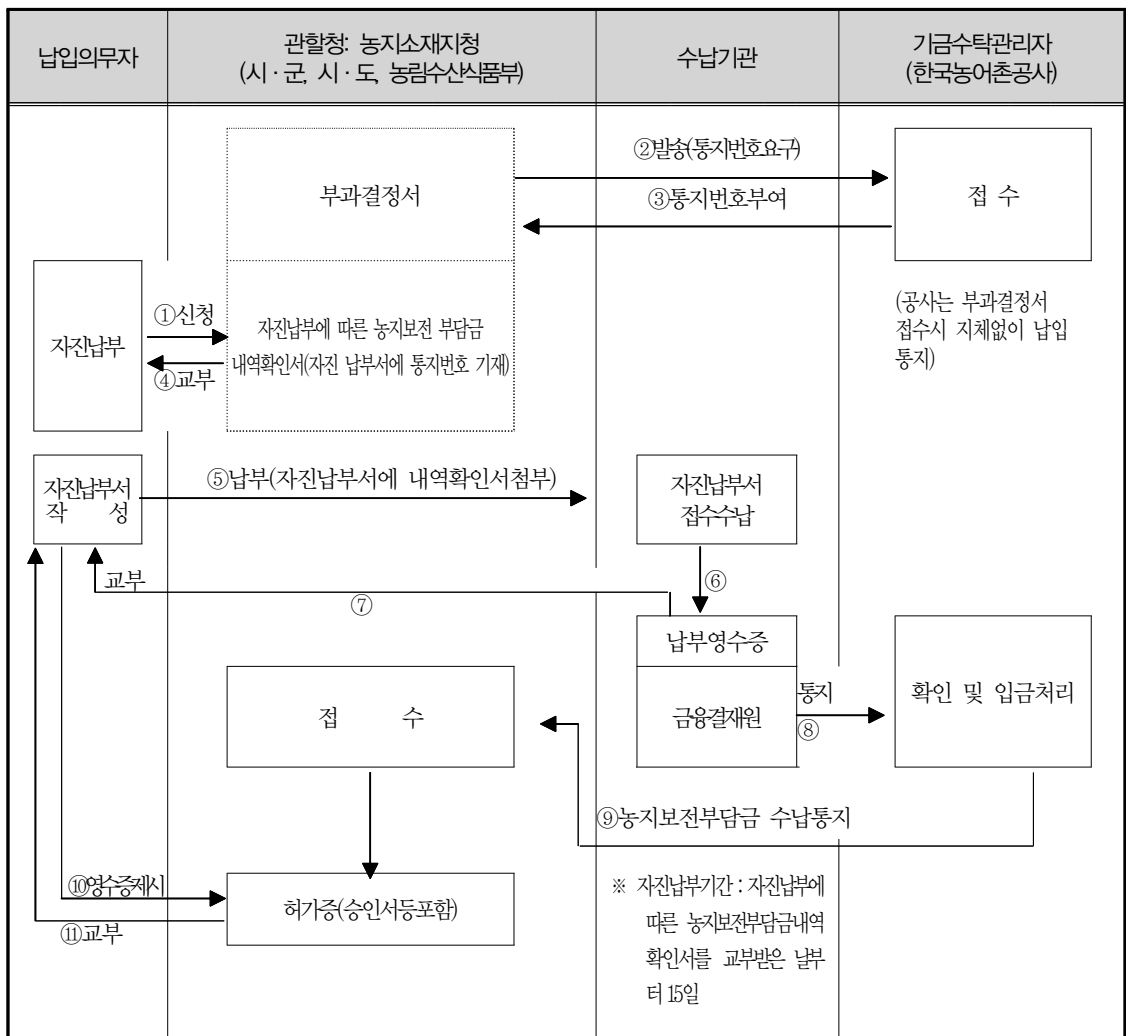 납입의무자
관할청: 농지소재지청
(시·군, 시·도, 농림수산식품부)
수납기관
기금수탁관리자
(한국농어촌공사)
②발송(통지번호요구)
부과결정서
③통지번호부여
접 수
①신청
자진납부
④교부
자진납부에 따른 농지보전 부담금
내역확인서(자진 납부서에 통지번호 기재)
(공사는 부과결정서
접수시 지체없이 납입
통지)
자진납부서
작 성
⑤납부(자진납부서에 내역확인서첨부)
자진납부서
접수수납
⑥
교부
⑦
납부영수증
접 수
금융결재원
통지
⑧
확인 및 입금처리
⑨농지보전부담금 수납통지
⑩영수증제시
허가증(승인서등포함)
⑪교부
※ 자진납부기간 : 자진납부에
따른 농지보전부담금내역
확인서를 교부받은 날부
터 15일